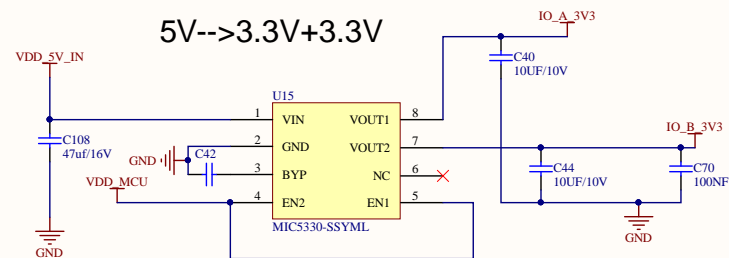 5V-->3.3V+3.3V
IO_A_3V3
VDD_5V_IN
C40
10UF/10V
U15
1 VIN VOUT1 8
C108
47uf/16V
2 GND VOUT2 7
IO_B_3V3
GND
C42
3 BYP NC 6
C44
10UF/10V
C70
100NF
VDD_MCU
4 EN2 EN1 5
MIC5330-SSYML
GND
GND